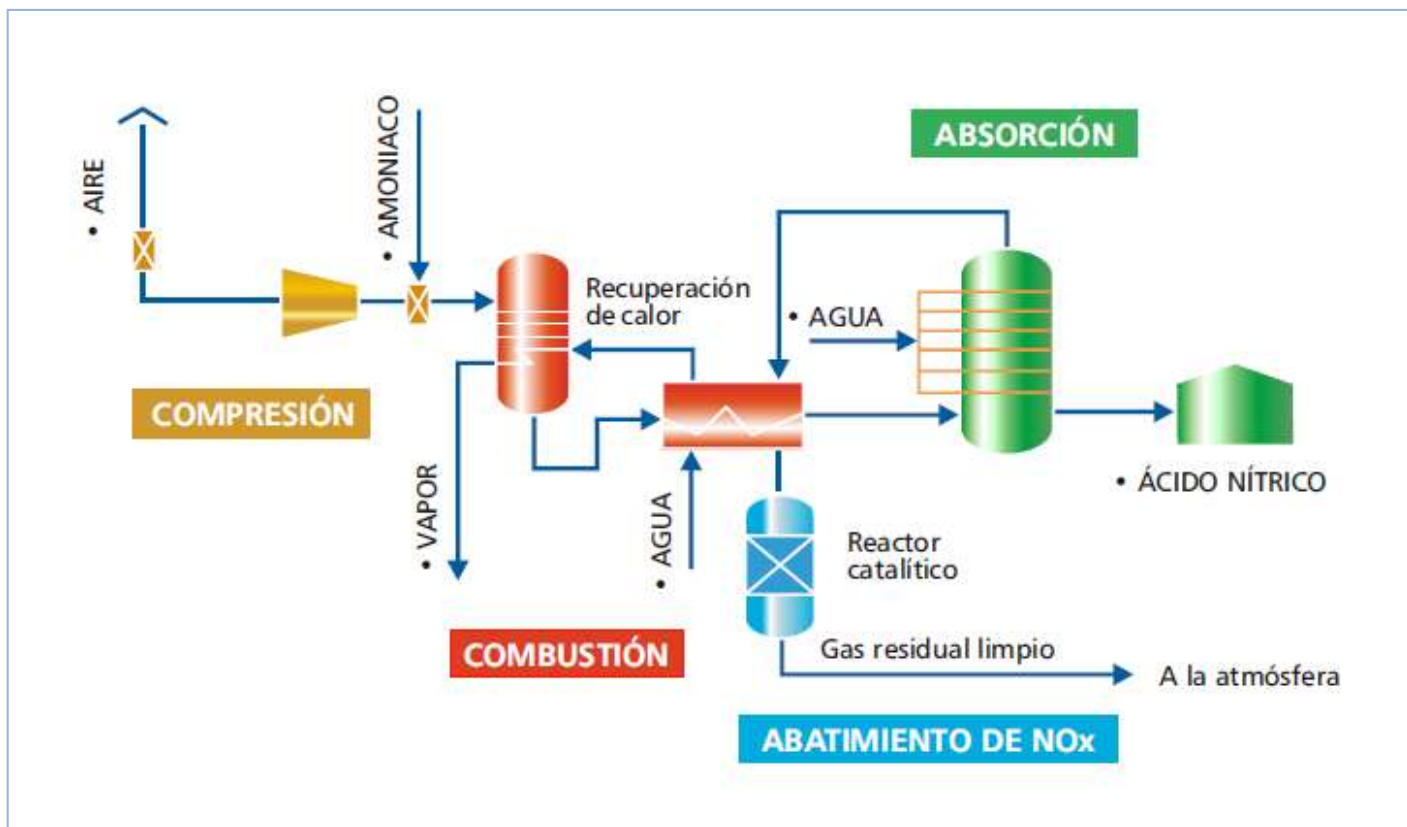 • AIRE
• AMONIACO
ABSORCIÓN
Recuperación
de calor
• AGUA
COMPRESIÓN
• VAPOR
• AGUA
• ÁCIDO NÍTRICO
Reactor
catalítico
COMBUSTIÓN
Gas residual limpio
A la atmósfera
ABATIMIENTO DE NOx